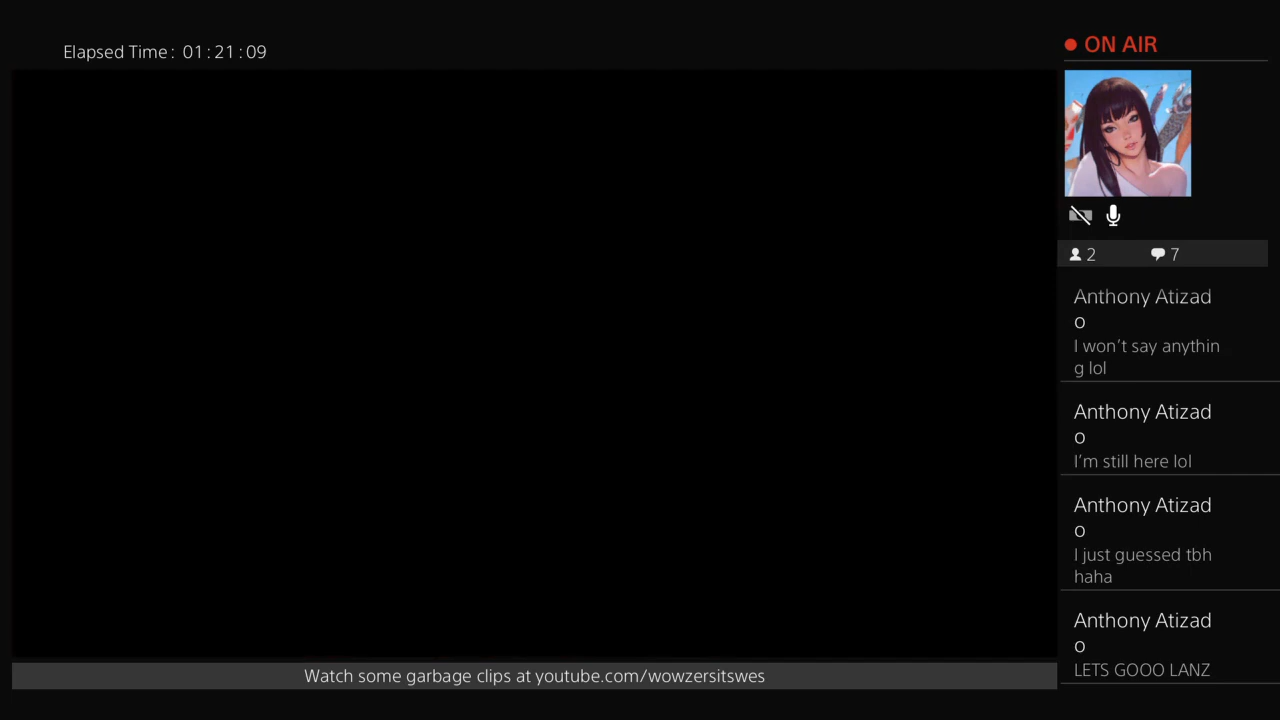 Elapsed Time: 01:21:09
ON AIR
2 7
Anthony Atizad
o
I won't say anythin
g lol
Anthony Atizad
o
I'm still here lol
Anthony Atizad
o
I just guessed tbh
haha
Anthony Atizad
o
LETS GOOO LANZ
Watch some garbage clips at youtube.com/wowzersitswes